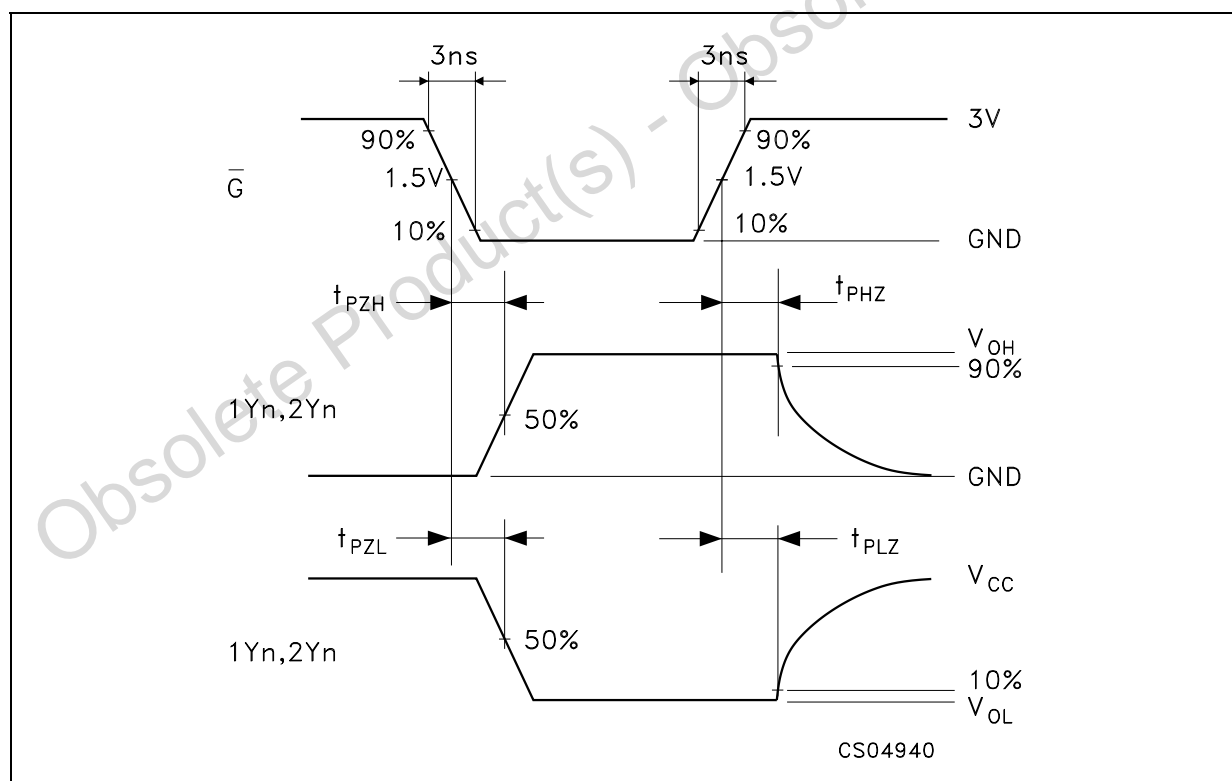 Obsolete Product(s) - Obsol
3ns 3ns
3V
90% 90%
G̅ 1.5V 1.5V
10% 10%
GND
tPZH tPHZ
VOH
90%
1Yn,2Yn 50%
GND
tPZL tPLZ
VCC
1Yn,2Yn 50%
10%
VOL
CS04940